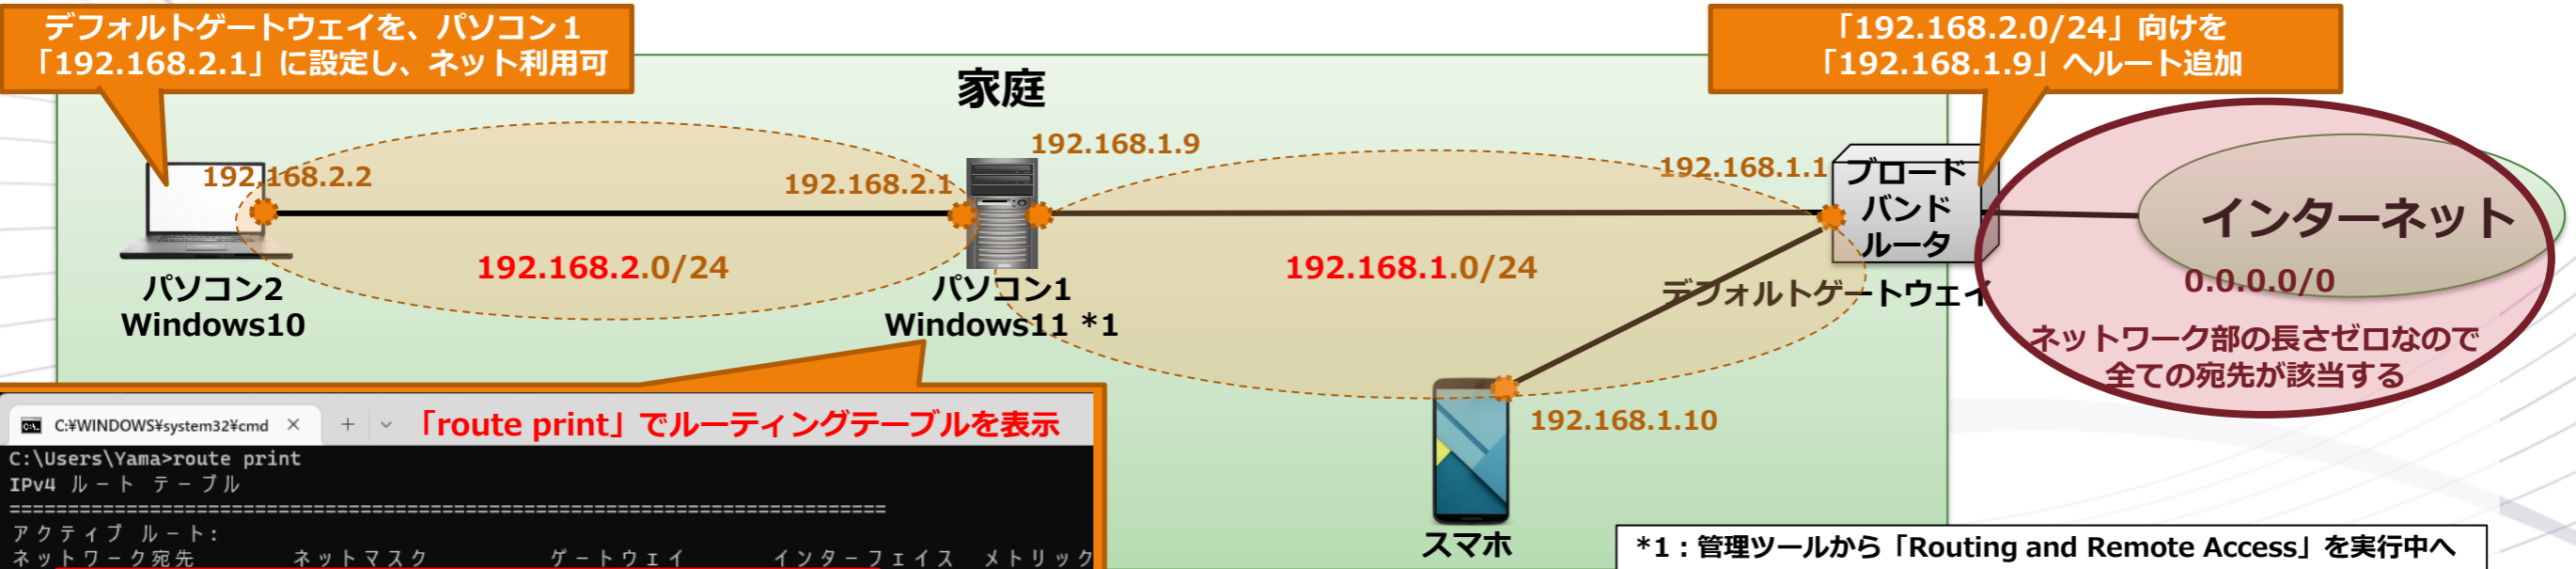 デフォルトゲートウェイを、パソコン１
「192.168.2.1」に設定し、ネット利用可
「192.168.2.0/24」向けを
「192.168.1.9」へルート追加
家庭
192.168.2.2
192.168.2.1
192.168.1.9
192.168.1.1
ブロード
バンド
ルータ
インターネット
192.168.2.0/24
192.168.1.0/24
デフォルトゲートウェイ
0.0.0.0/0
パソコン2
Windows10
パソコン1
Windows11 *1
ネットワーク部の長さゼロなので
全ての宛先が該当する
192.168.1.10
スマホ
*1：管理ツールから「Routing and Remote Access」を実行中へ
C:¥WINDOWS¥system32¥cmd
「route print」でルーティングテーブルを表示
C:\Users\Yama>route print
IPv4 ルート テーブル
===========================================================================
アクティブ ルート:
ネットワーク宛先 ネットマスク ゲートウェイ インターフェイス メトリック